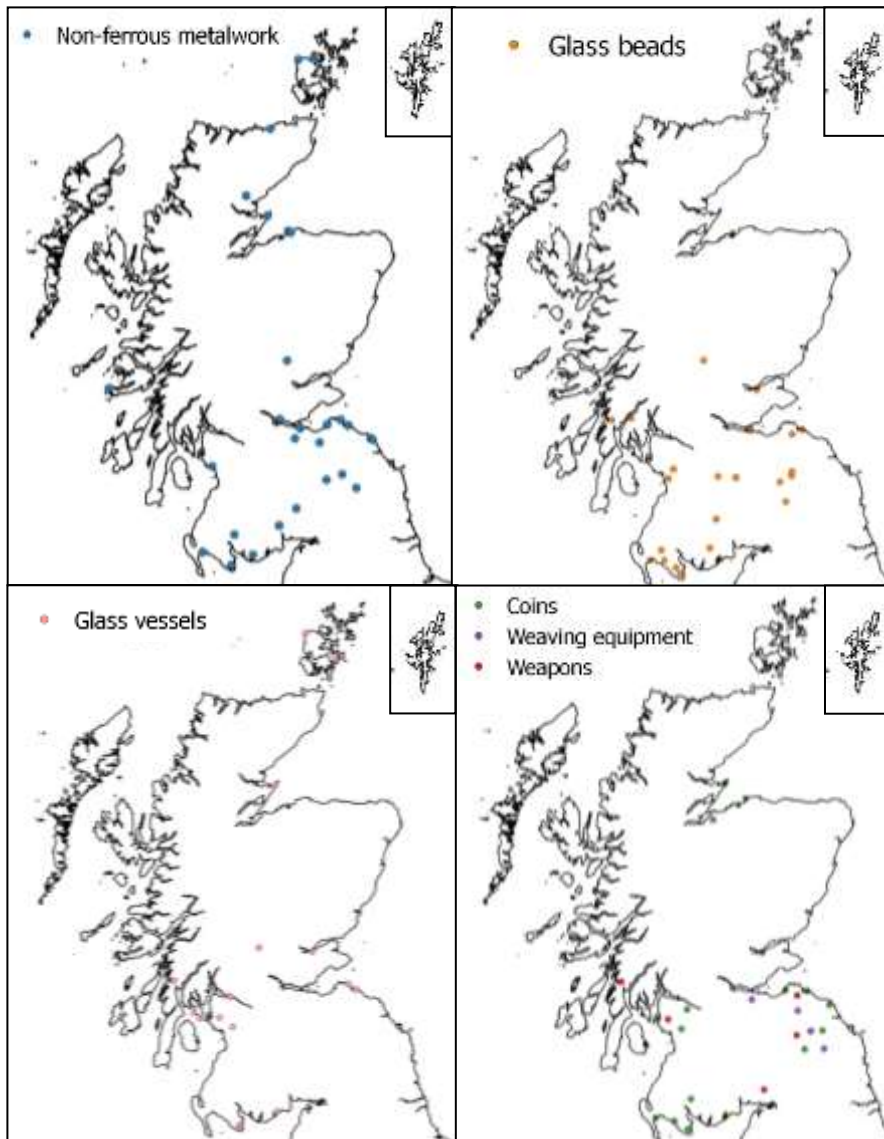 Non-ferrous metalwork
Glass beads
Glass vessels
Coins
Weaving equipment
Weapons